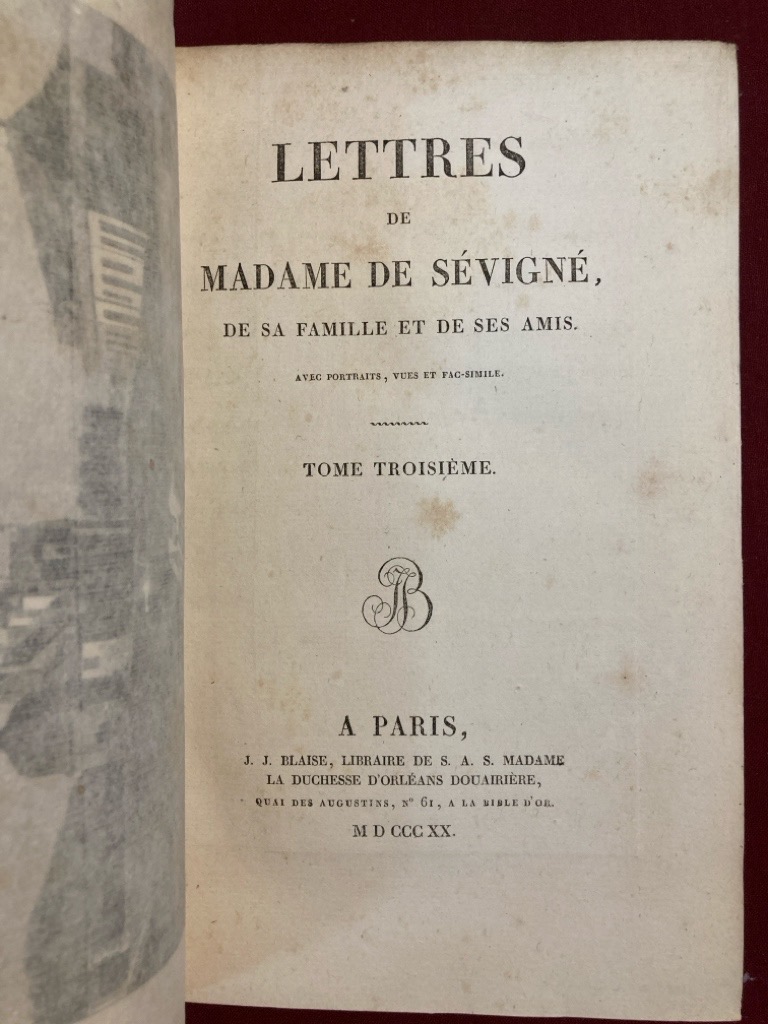 LETTRES
DE
MADAME DE SÉVIGNÉ,
DE SA FAMILLE ET DE SES AMIS.
AVEC PORTRAITS, VUES ET FAC-SIMILE.
TOME TROISIÈME.
JB
A PARIS,
J. J. BLAISE, LIBRAIRE DE S. A. S. MADAME
LA DUCHESSE D'ORLÉANS DOUAIRIÈRE,
QUAI DES AUGUSTINS, N° 61, A LA BIBLE D'OR.
M D CCC XX.